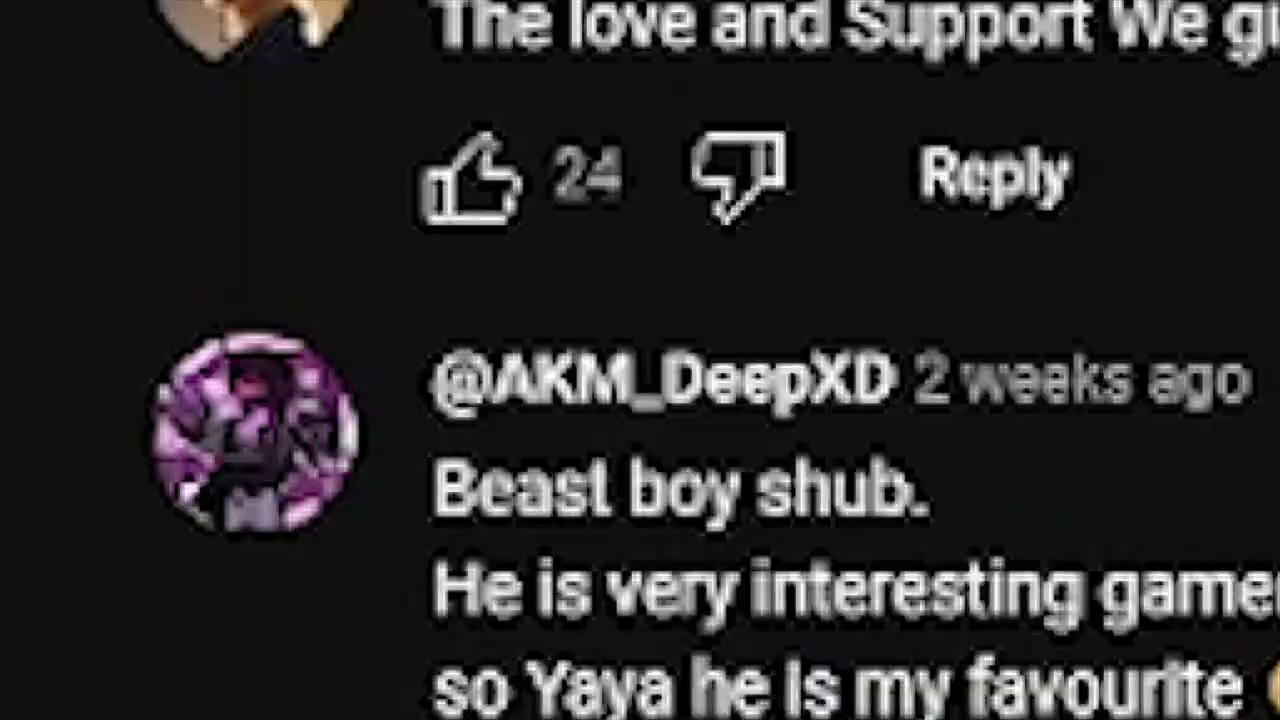 The love and Support We
24 Reply
@AKM_DeepXD 2 weeks ago
Beast boy shub.
He is very interesting gamer
so Yaya he is my favourite